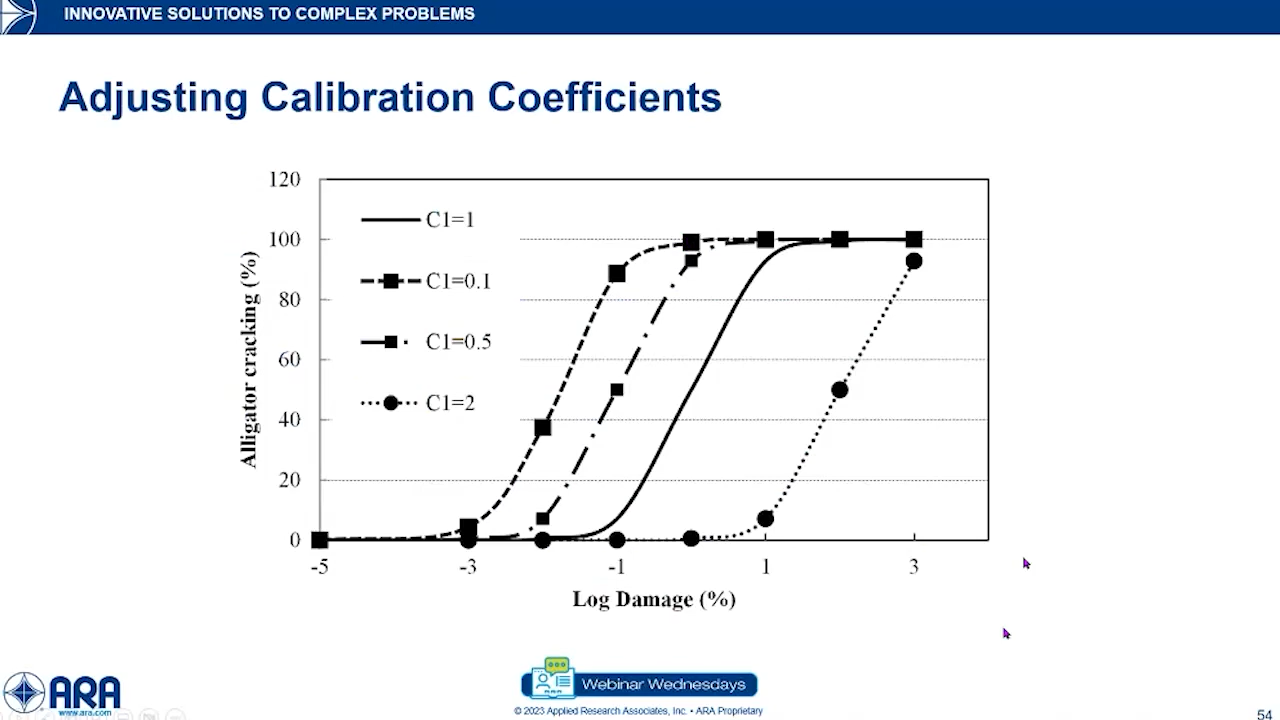 INNOVATIVE SOLUTIONS TO COMPLEX PROBLEMS
Adjusting Calibration Coefficients
120
100
80
60
40
20
0
Alligator cracking (%)
C1=1
C1=0.1
C1=0.5
C1=2
-5 -3 -1 1 3
Log Damage (%)
ARA
www.ara.com
ARA
Webinar Wednesdays
© 2023 Applied Research Associates, Inc. • ARA Proprietary
54